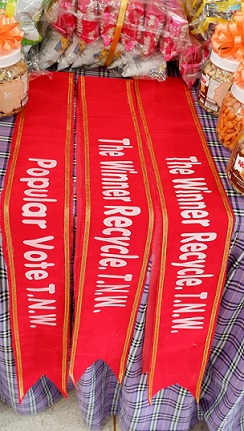 Popular Vote T.N.W.
The Winner Recycle.T.N.W.
The Winner Recycle.T.N.W